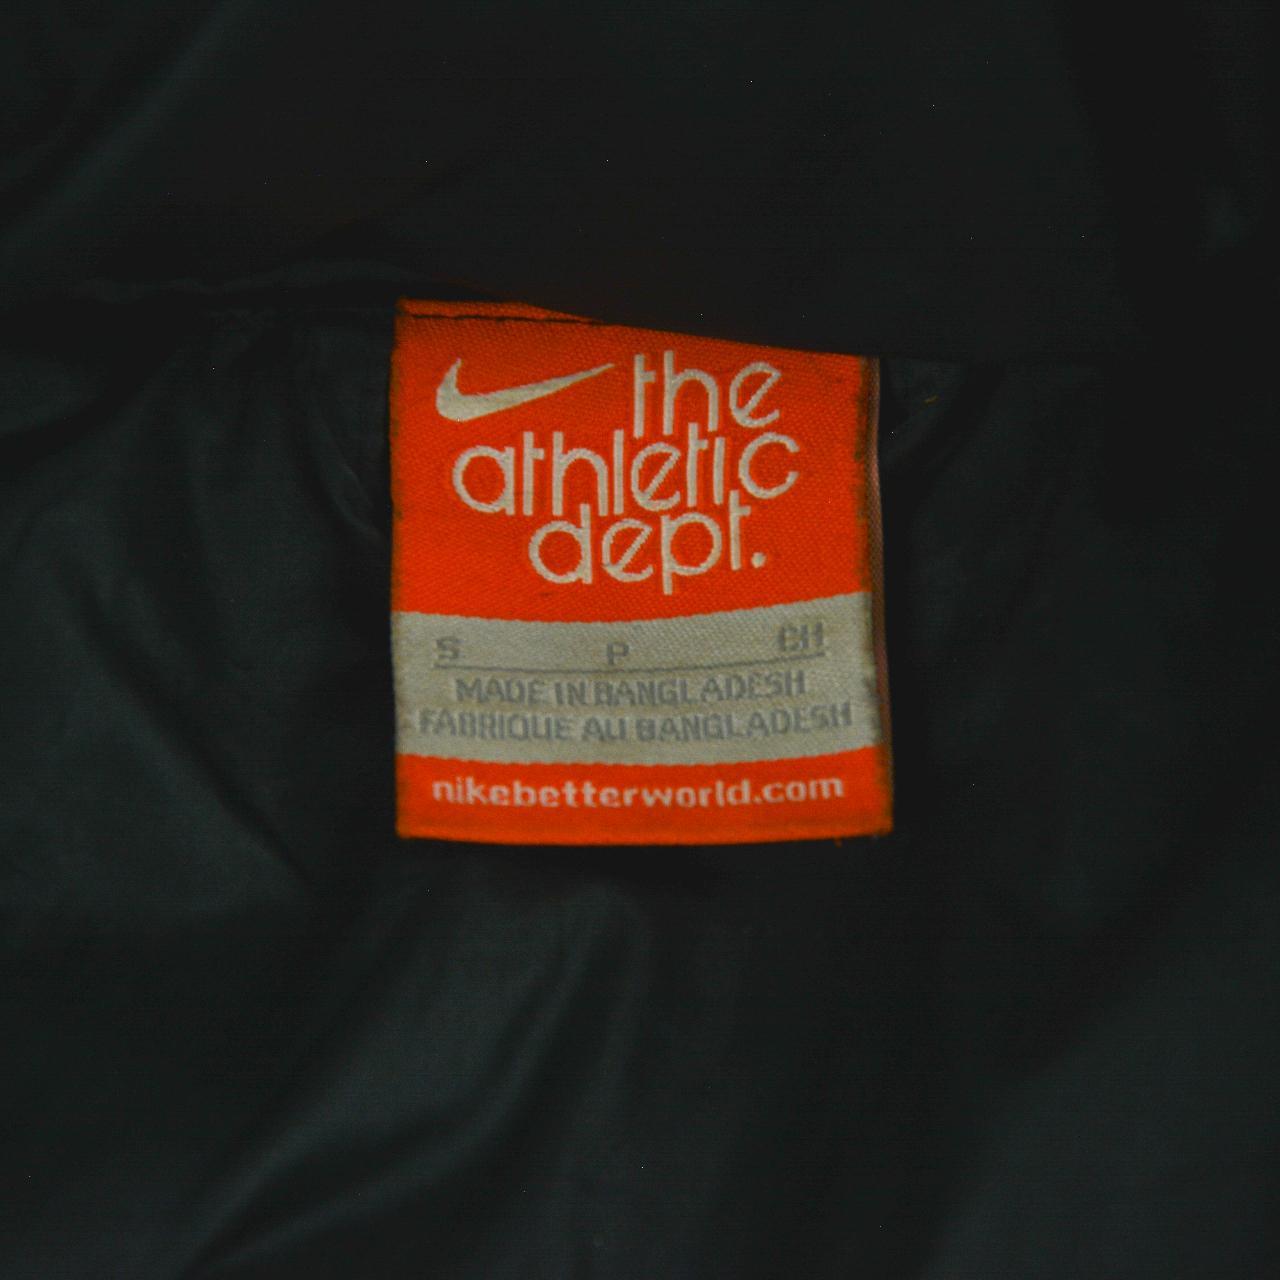 the
athletic
dept.
S P CH
MADE IN BANGLADESH
FABRIQUE AU BANGLADESH
nikebetterworld.com